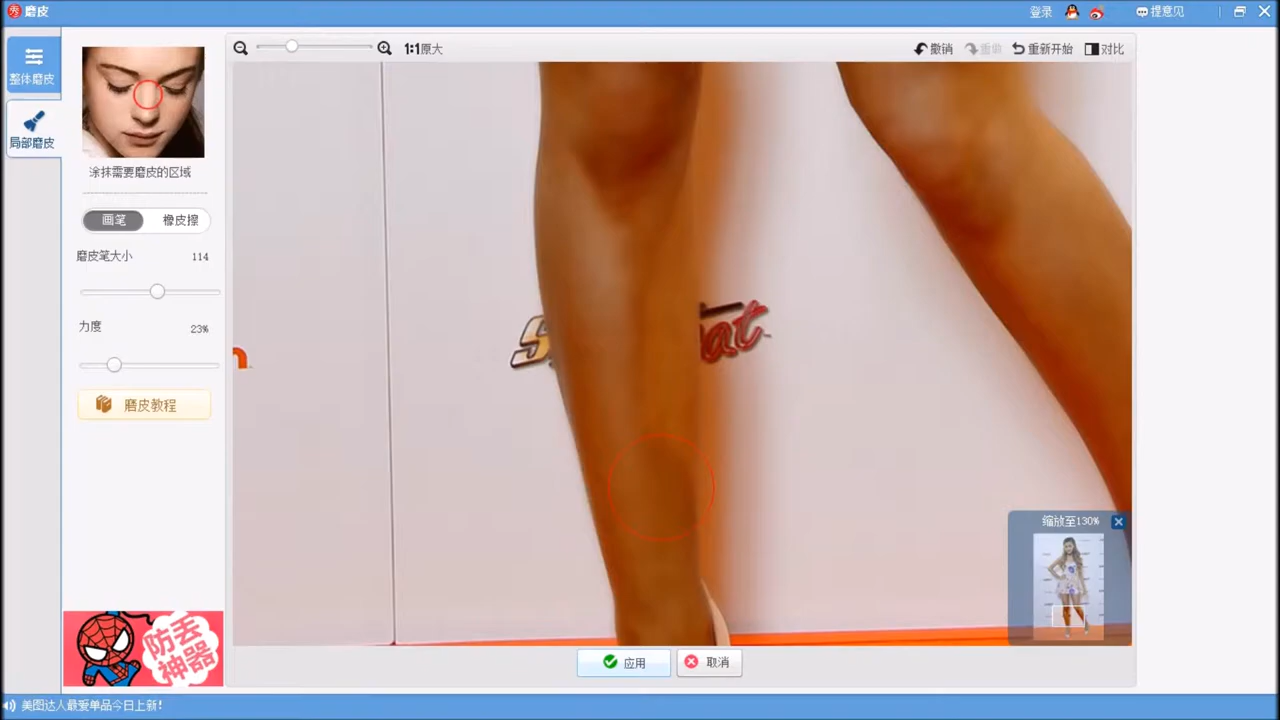 磨皮
登录
提意见
整体磨皮
局部磨皮
涂抹需要磨皮的区域
画笔 橡皮擦
磨皮笔大小 114
力度 23%
磨皮教程
1:1原大
撤销 重做 重新开始 对比
缩放至130%
应用 取消
防丢
神器
美图达人最爱单品今日上新!